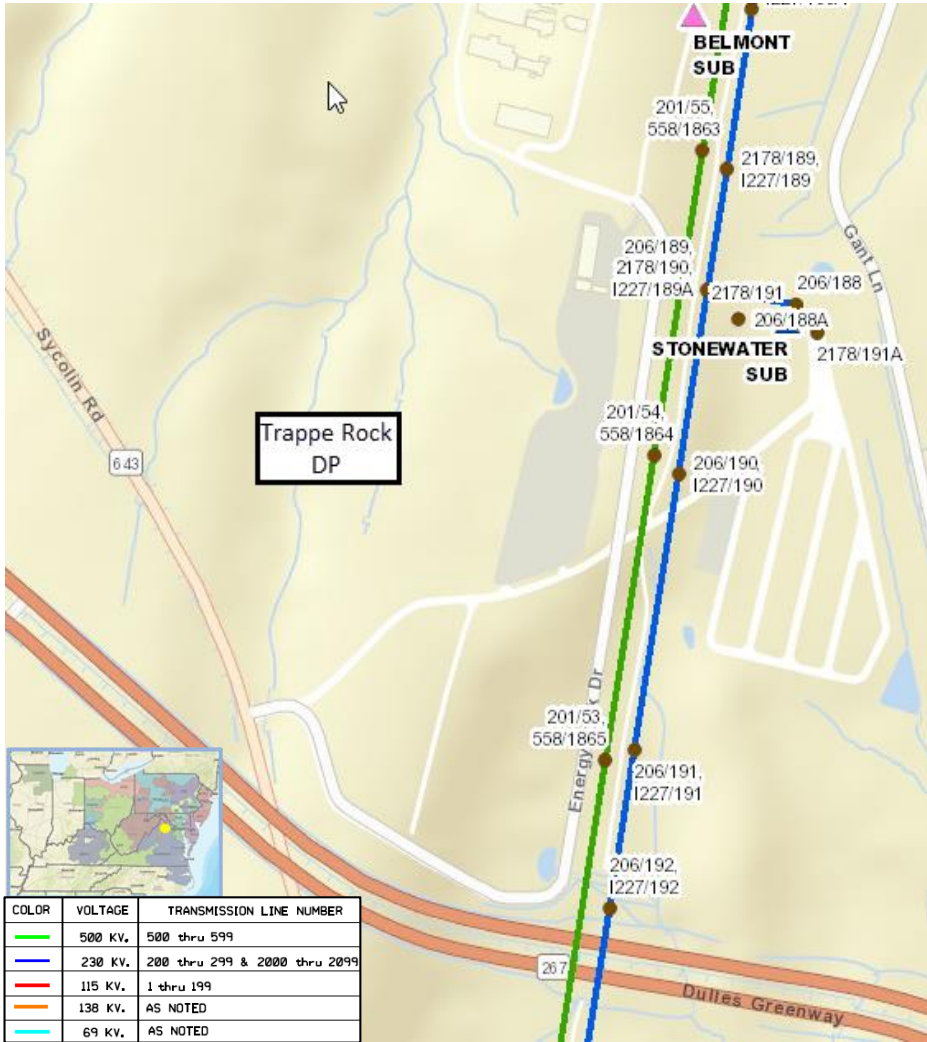 BELMONT
SUB
201/55,
558/1863
2178/189,
I227/189
Gant Ln
206/189,
2178/190,
I227/189A
2178/191
206/188
206/188A
STONEWATER
SUB
2178/191A
Sycolin Rd
201/54,
558/1864
Trappe Rock
DP
643
206/190,
I227/190
201/53,
558/1865
206/191,
I227/191
206/192,
I227/192
267
Dulles Greenway
COLOR VOLTAGE TRANSMISSION LINE NUMBER
500 KV. 500 thru 599
230 KV. 200 thru 299 & 2000 thru 2099
115 KV. 1 thru 199
138 KV. AS NOTED
69 KV. AS NOTED